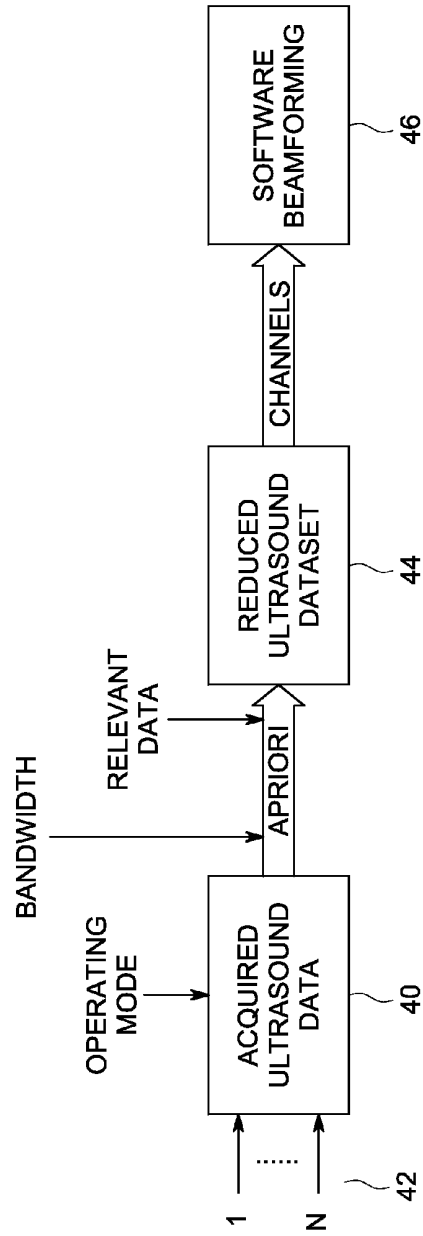 1
......
N
42
OPERATING
MODE
ACQUIRED
ULTRASOUND
DATA
40
BANDWIDTH
RELEVANT
DATA
APRIORI
REDUCED
ULTRASOUND
DATASET
44
CHANNELS
SOFTWARE
BEAMFORMING
46